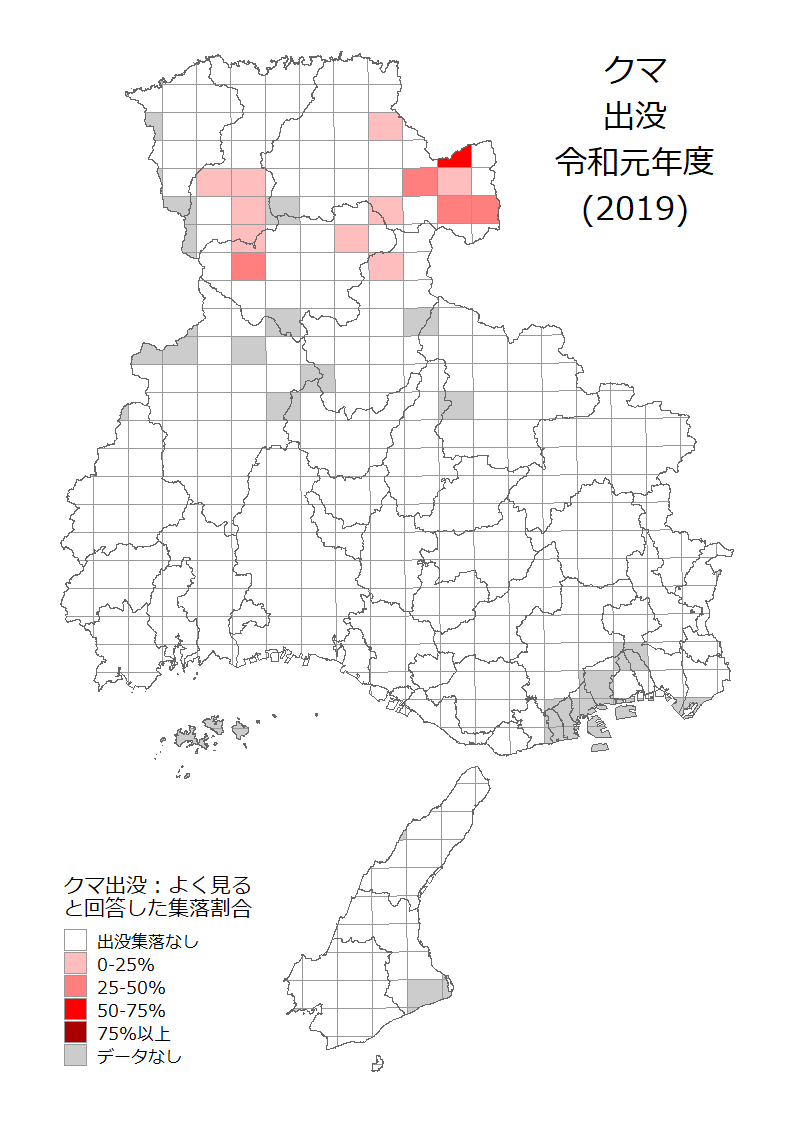 クマ
出没
令和元年度
(2019)
クマ出没：よく見る
と回答した集落割合
出没集落なし
0-25%
25-50%
50-75%
75%以上
データなし